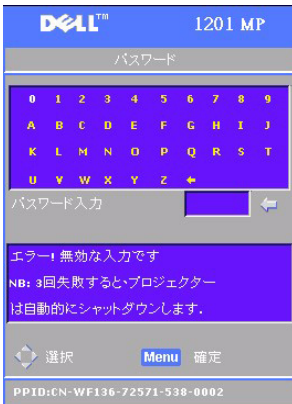 DELL™ 1201 MP
パスワード
0 1 2 3 4 5 6 7 8 9
A B C D E F G H I J
K L M N O P Q R S T
U V W X Y Z ←
パスワード入力
エラー! 無効な入力です
NB: 3回失敗すると、プロジェクター
は自動的にシャットダウンします.
選択 Menu 確定
PPID:CN-WF136-72571-538-0002